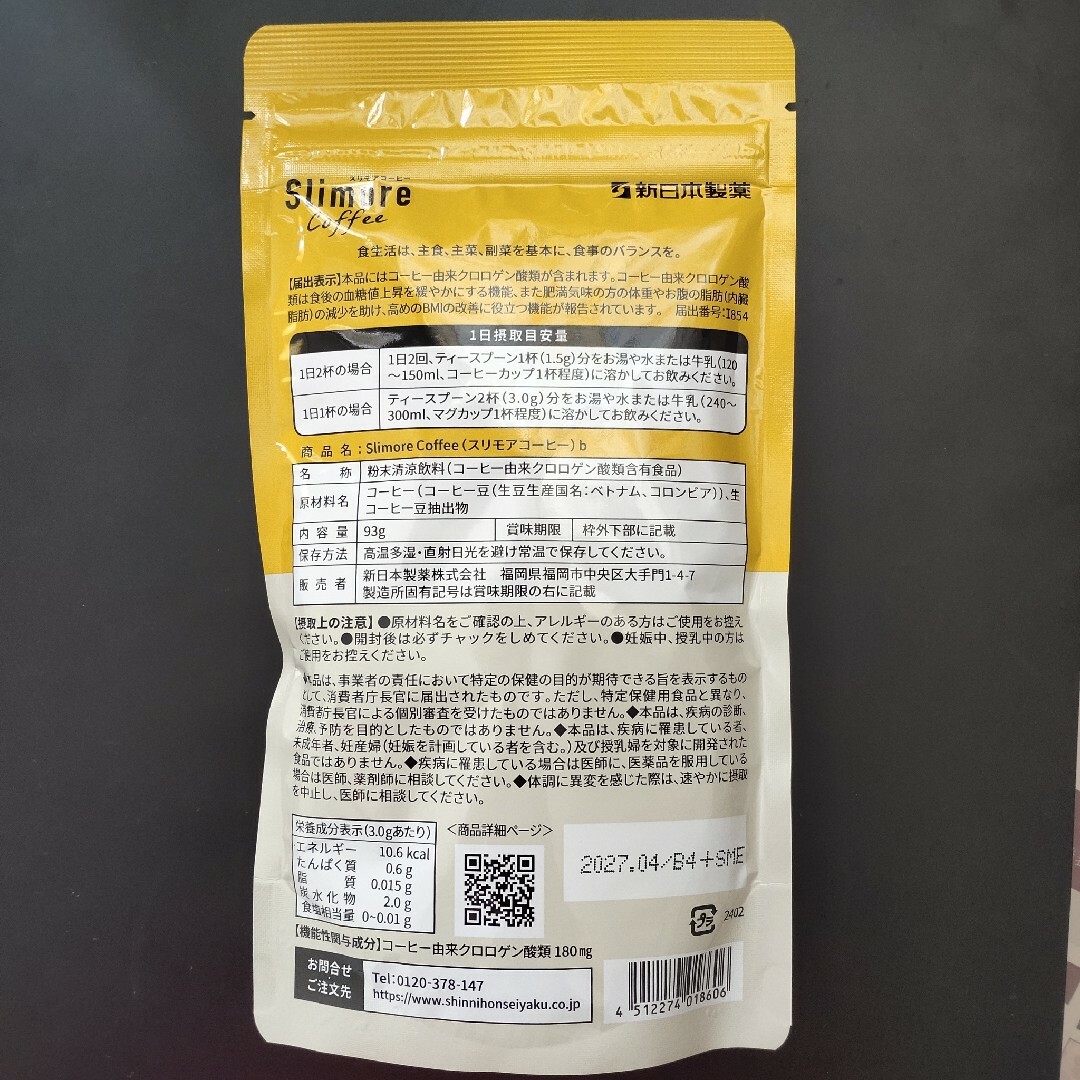 スリモアコーヒー
Slimore
Coffee
新日本製薬
食生活は、主食、主菜、副菜を基本に、食事のバランスを。
【届出表示】本品にはコーヒー由来クロロゲン酸類が含まれます。コーヒー由来クロロゲン酸
類は食後の血糖値上昇を緩やかにする機能、また肥満気味の方の体重やお腹の脂肪(内臓
脂肪)の減少を助け、高めのBMIの改善に役立つ機能が報告されています。 届出番号:I854
1日摂取目安量
1日2杯の場合
1日2回、ティースプーン1杯(1.5g)分をお湯や水または牛乳(120
～150ml、コーヒーカップ1杯程度)に溶かしてお飲みください。
1日1杯の場合
ティースプーン2杯(3.0g)分をお湯や水または牛乳(240～
300ml、マグカップ1杯程度)に溶かしてお飲みください。
商品名:Slimore Coffee(スリモアコーヒー)b
名称 粉末清涼飲料(コーヒー由来クロロゲン酸類含有食品)
原材料名 コーヒー(コーヒー豆(生豆生産国名:ベトナム、コロンビア))、生
コーヒー豆抽出物
内容量 93g 賞味期限 枠外下部に記載
保存方法 高温多湿・直射日光を避け常温で保存してください。
販売者 新日本製薬株式会社 福岡県福岡市中央区大手門1-4-7
製造所固有記号は賞味期限の右に記載
【摂取上の注意】●原材料名をご確認の上、アレルギーのある方はご使用をお控え
ください。●開封後は必ずチャックをしめてください。●妊娠中、授乳中の方は
ご使用をお控えください。
本品は、事業者の責任において特定の保健の目的が期待できる旨を表示するもの
として、消費者庁長官に届出されたものです。ただし、特定保健用食品と異なり、
消費者庁長官による個別審査を受けたものではありません。◆本品は、疾病の診断、
治療、予防を目的としたものではありません。◆本品は、疾病に罹患している者、
未成年者、妊産婦(妊娠を計画している者を含む。)及び授乳婦を対象に開発された
食品ではありません。◆疾病に罹患している場合は医師に、医薬品を服用している
場合は医師、薬剤師に相談してください。◆体調に異変を感じた際は、速やかに摂取
を中止し、医師に相談してください。
栄養成分表示(3.0gあたり)
エネルギー 10.6 kcal
たんぱく質 0.6 g
脂質 0.015 g
炭水化物 2.0 g
食塩相当量 0~0.01 g
<商品詳細ページ>
2027.04/B4+SME
プラ
2402
【機能性関与成分】コーヒー由来クロロゲン酸類 180mg
お問合せ
ご注文先
Tel:0120-378-147
https://www.shinnihonseiyaku.co.jp
4 512274 018606